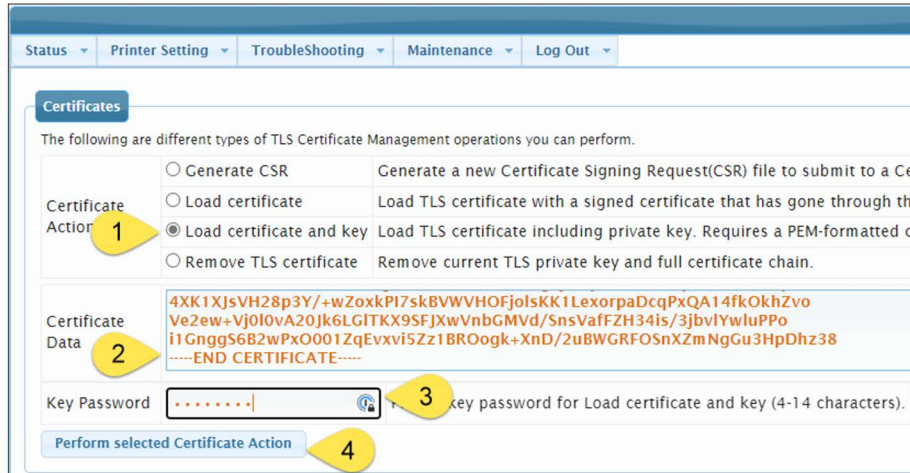 Status Printer Setting TroubleShooting Maintenance Log Out
Certificates
The following are different types of TLS Certificate Management operations you can perform.
Certificate
Action
1
Generate CSR Generate a new Certificate Signing Request(CSR) file to submit to a Ce
Load certificate Load TLS certificate with a signed certificate that has gone through th
Load certificate and key Load TLS certificate including private key. Requires a PEM-formatted c
Remove TLS certificate Remove current TLS private key and full certificate chain.
Certificate
Data
2
4XK1XJsVH28p3Y/+wZoxkPl7skBVWVHOFjolsKK1LexorpaDcqPxQA14fkOkhZvo
Ve2ew+Vj0l0vA20Jk6LGlTKX9SFJXwVnbGMVd/SnsVafFZH34is/3jbvlYwluPPo
i1GnggS6B2wPxO001ZqEvxvi5Zz1BROogk+XnD/2uBWGRFOSnXZmNgGu3HpDhz38
-----END CERTIFICATE-----
Key Password ········ 3 key password for Load certificate and key (4-14 characters).
Perform selected Certificate Action 4